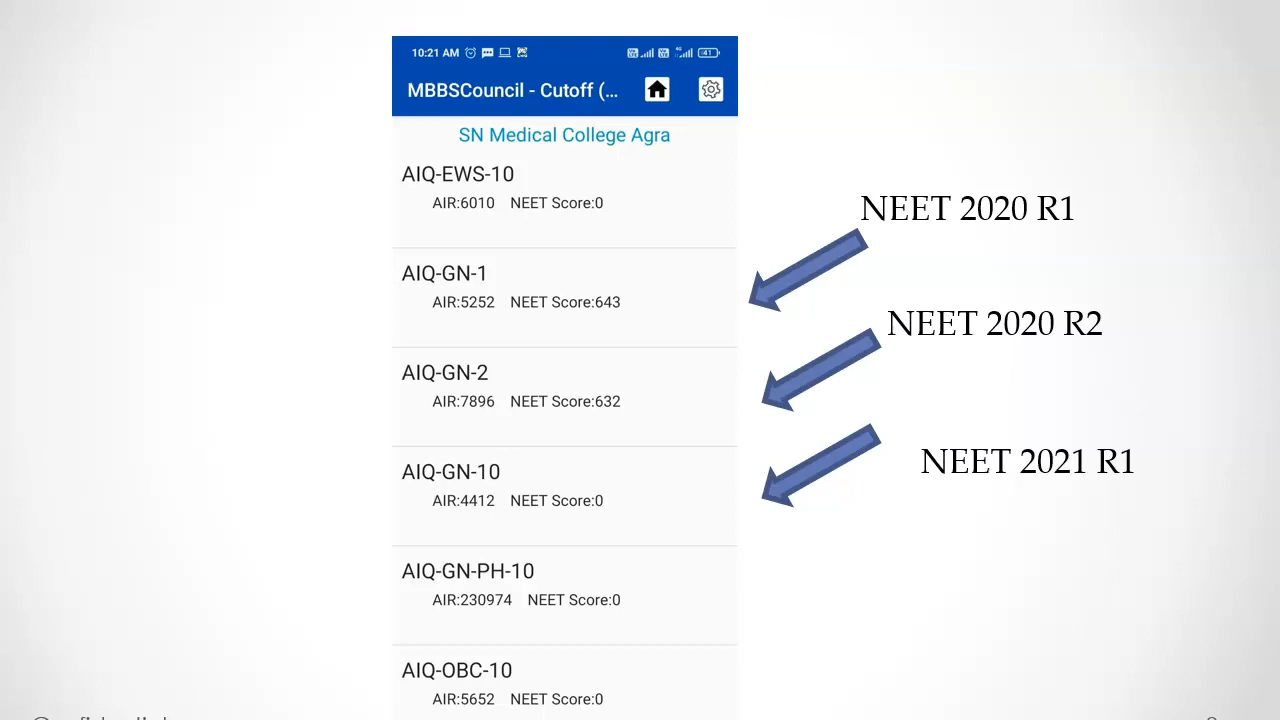 10:21 AM
4G
41
MBBSCouncil - Cutoff (...
SN Medical College Agra
AIQ-EWS-10
AIR:6010 NEET Score:0
NEET 2020 R1
AIQ-GN-1
AIR:5252 NEET Score:643
NEET 2020 R2
AIQ-GN-2
AIR:7896 NEET Score:632
NEET 2021 R1
AIQ-GN-10
AIR:4412 NEET Score:0
AIQ-GN-PH-10
AIR:230974 NEET Score:0
AIQ-OBC-10
AIR:5652 NEET Score:0